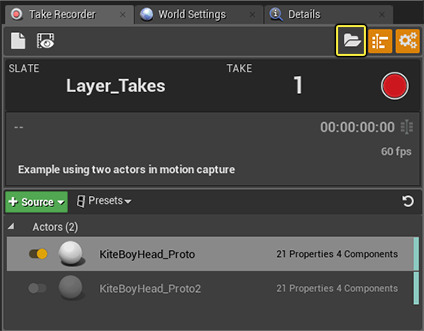 Take Recorder World Settings Details
SLATE TAKE
Layer_Takes 1
-- 00:00:00:00
60 fps
Example using two actors in motion capture
Source Presets
Actors (2)
KiteBoyHead_Proto 21 Properties 4 Components
KiteBoyHead_Proto2 21 Properties 4 Components